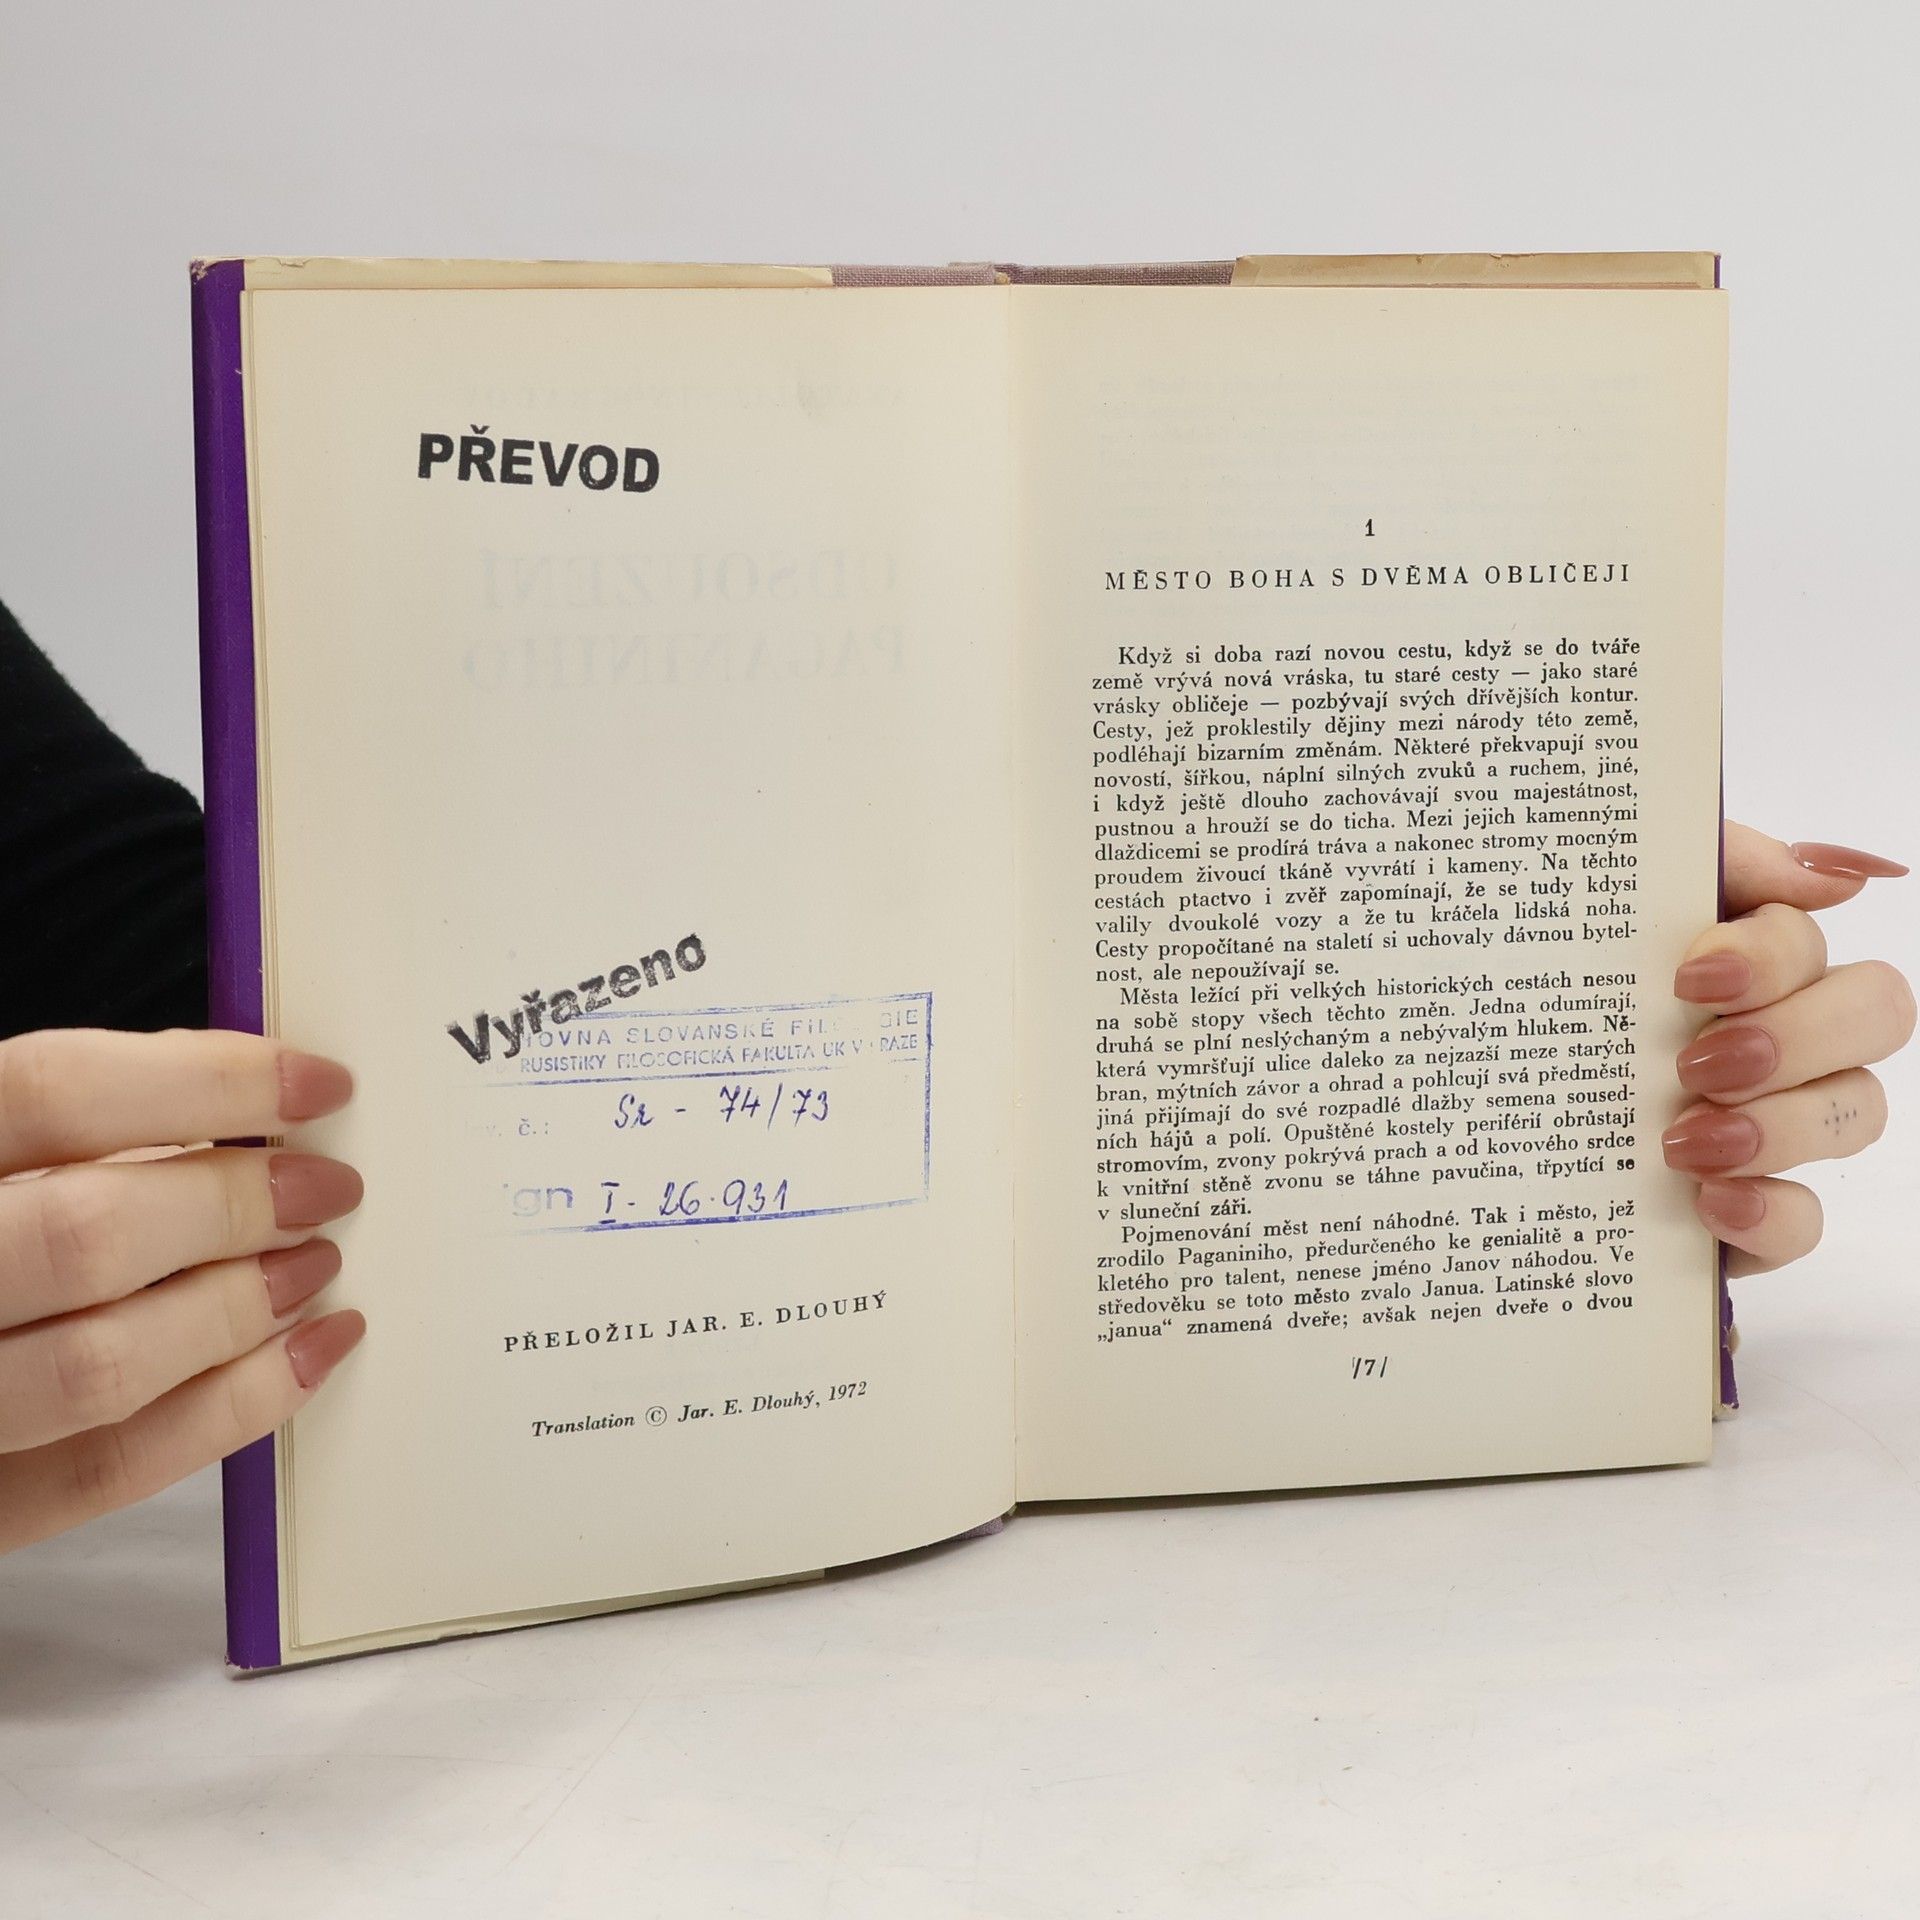 PŘEVOD
Vyřazeno
OVNA SLOVANSKÉ FIL GIE
RUSISTIKY FILOSOFICKÁ FAKULTA UK V PRAZE
č.: Sr - 74/73
ign I - 26.931
PŘELOŽIL JAR. E. DLOUHÝ
Translation © Jar. E. Dlouhý, 1972
1
MĚSTO BOHA S DVĚMA OBLIČEJI
Když si doba razí novou cestu, když se do tváře
země vrývá nová vráska, tu staré cesty — jako staré
vrásky obličeje — pozbývají svých dřívějších kontur.
Cesty, jež proklestily dějiny mezi národy této země,
podléhají bizarním změnám. Některé překvapují svou
novostí, šířkou, náplní silných zvuků a ruchem, jiné,
i když ještě dlouho zachovávají svou majestátnost,
pustnou a hrouží se do ticha. Mezi jejich kamennými
dlaždicemi se prodírá tráva a nakonec stromy mocným
proudem živoucí tkáně vyvrátí i kameny. Na těchto
cestách ptactvo i zvěř zapomínají, že se tudy kdysi
valily dvoukolé vozy a že tu kráčela lidská noha.
Cesty propočítané na staletí si uchovaly dávnou bytel-
nost, ale nepoužívají se.
Města ležící při velkých historických cestách nesou
na sobě stopy všech těchto změn. Jedna odumírají,
druhá se plní neslýchaným a nebývalým hlukem. Ně-
která vymršťují ulice daleko za nejzazší meze starých
bran, mýtních závor a ohrad a pohlcují svá předměstí,
jiná přijímají do své rozpadlé dlažby semena soused-
ních hájů a polí. Opuštěné kostely periférií obrůstají
stromovím, zvony pokrývá prach a od kovového srdce
k vnitřní stěně zvonu se táhne pavučina, třpytící se
v sluneční záři.
Pojmenování měst není náhodné. Tak i město, jež
zrodilo Paganiniho, předurčeného ke genialitě a pro-
kletého pro talent, nenese jméno Janov náhodou. Ve
středověku se toto město zvalo Janua. Latinské slovo
„janua“ znamená dveře; avšak nejen dveře o dvou
/7/